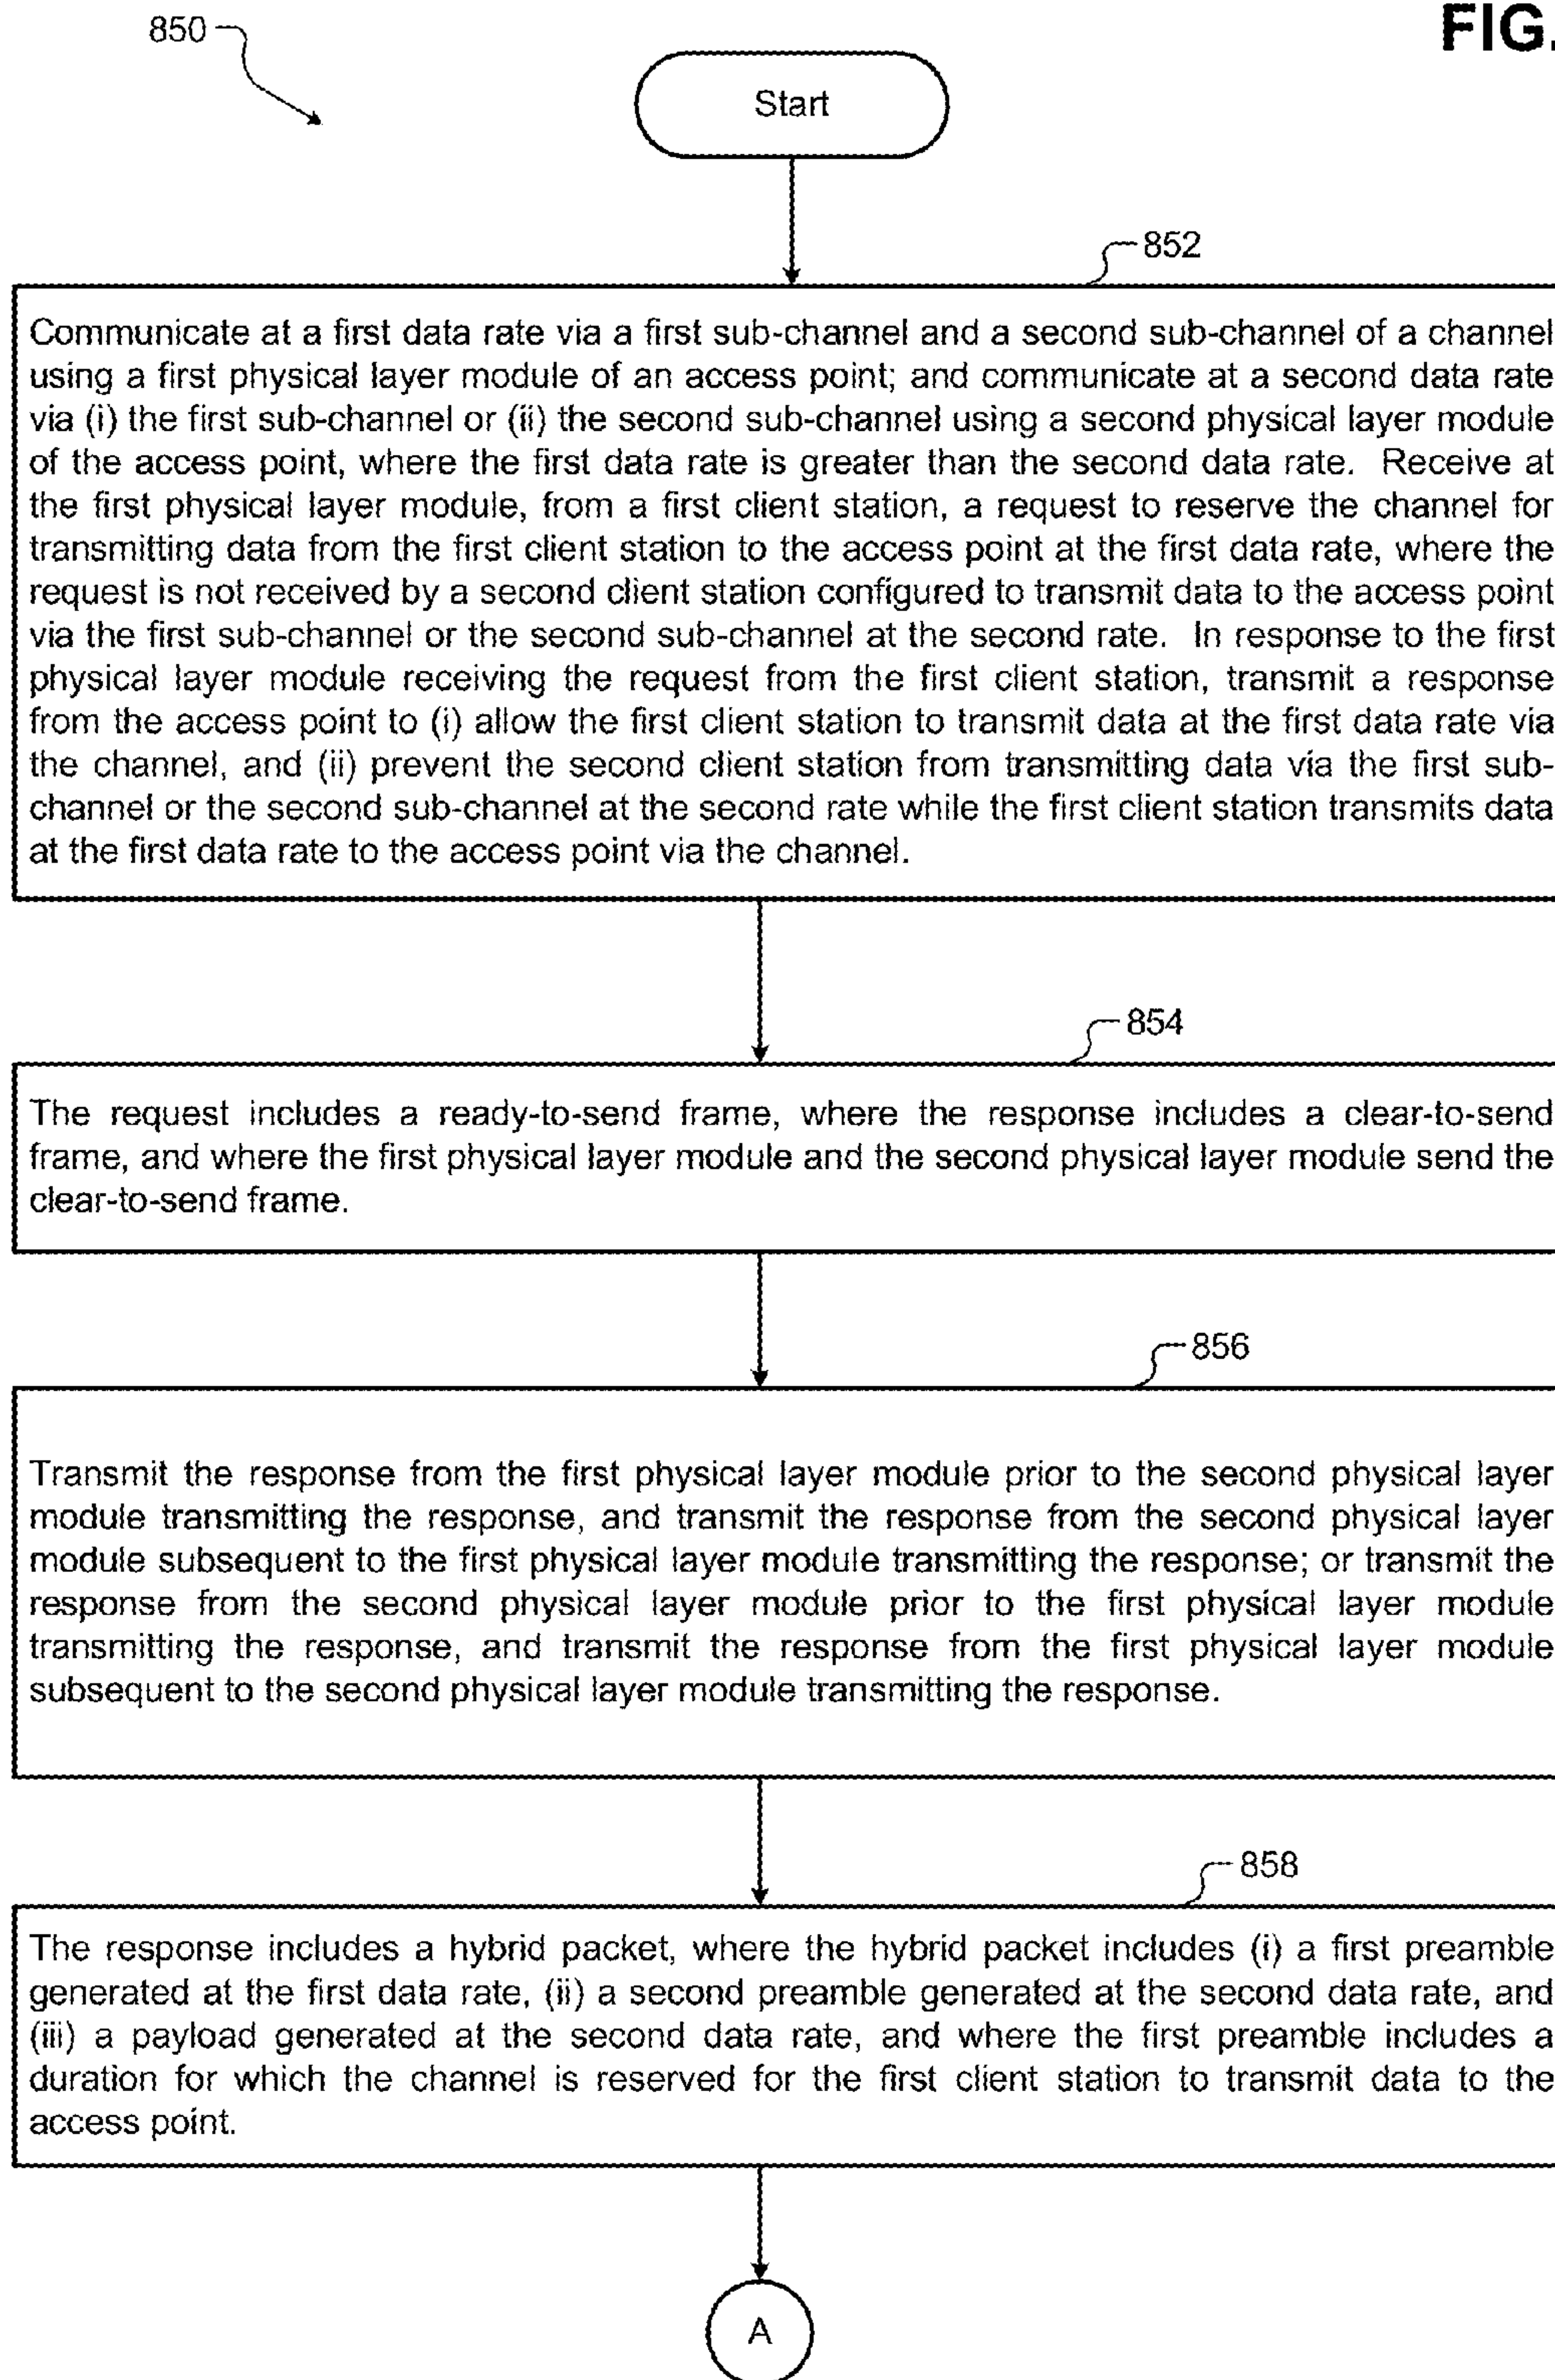 850
FIG.
Start
852
Communicate at a first data rate via a first sub-channel and a second sub-channel of a channel
using a first physical layer module of an access point; and communicate at a second data rate
via (i) the first sub-channel or (ii) the second sub-channel using a second physical layer module
of the access point, where the first data rate is greater than the second data rate. Receive at
the first physical layer module, from a first client station, a request to reserve the channel for
transmitting data from the first client station to the access point at the first data rate, where the
request is not received by a second client station configured to transmit data to the access point
via the first sub-channel or the second sub-channel at the second rate. In response to the first
physical layer module receiving the request from the first client station, transmit a response
from the access point to (i) allow the first client station to transmit data at the first data rate via
the channel, and (ii) prevent the second client station from transmitting data via the first sub-
channel or the second sub-channel at the second rate while the first client station transmits data
at the first data rate to the access point via the channel.
854
The request includes a ready-to-send frame, where the response includes a clear-to-send
frame, and where the first physical layer module and the second physical layer module send the
clear-to-send frame.
856
Transmit the response from the first physical layer module prior to the second physical layer
module transmitting the response, and transmit the response from the second physical layer
module subsequent to the first physical layer module transmitting the response; or transmit the
response from the second physical layer module prior to the first physical layer module
transmitting the response, and transmit the response from the first physical layer module
subsequent to the second physical layer module transmitting the response.
858
The response includes a hybrid packet, where the hybrid packet includes (i) a first preamble
generated at the first data rate, (ii) a second preamble generated at the second data rate, and
(iii) a payload generated at the second data rate, and where the first preamble includes a
duration for which the channel is reserved for the first client station to transmit data to the
access point.
A